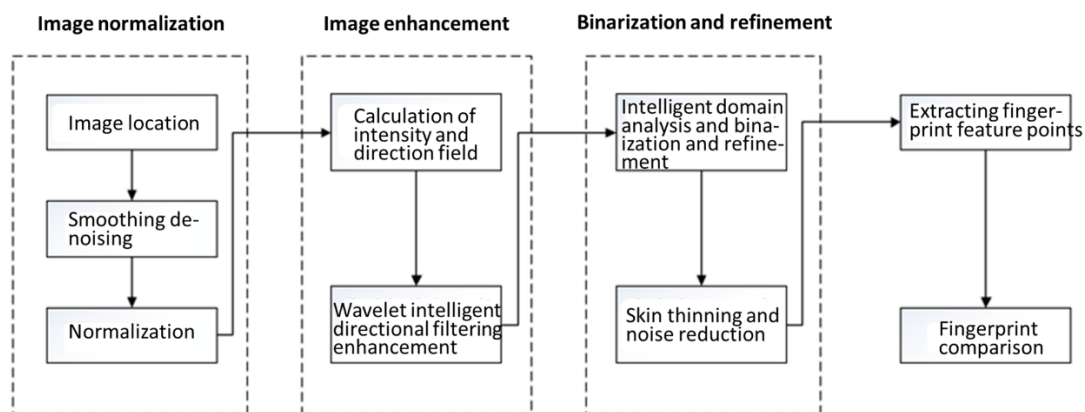 Image normalization
Image location
Smoothing de-
noising
Normalization
Image enhancement
Calculation of
intensity and
direction field
Wavelet intelligent
directional filtering
enhancement
Binarization and refinement
Intelligent domain
analysis and bina-
ization and refine-
ment
Skin thinning and
noise reduction
Extracting finger-
print feature points
Fingerprint
comparison